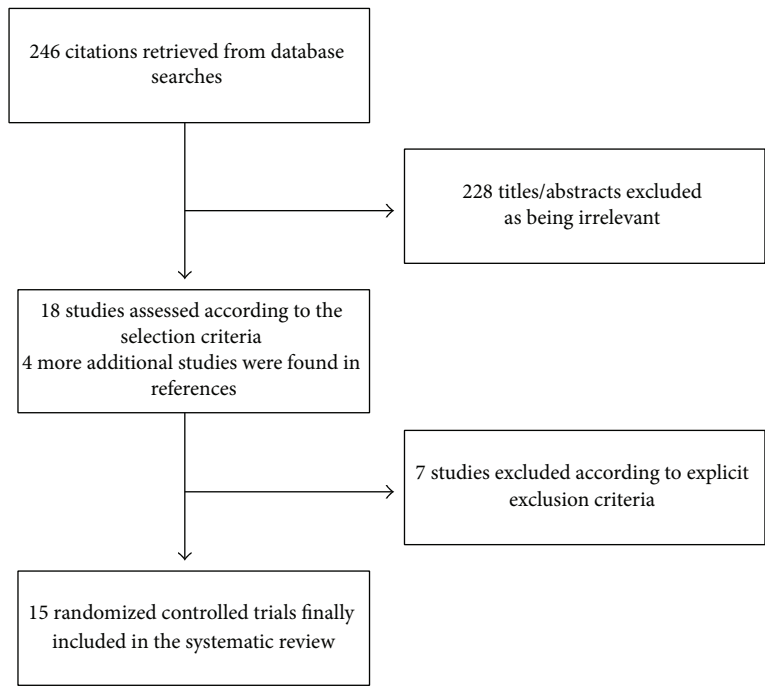 246 citations retrieved from database
searches
228 titles/abstracts excluded
as being irrelevant
18 studies assessed according to the
selection criteria
4 more additional studies were found in
references
7 studies excluded according to explicit
exclusion criteria
15 randomized controlled trials finally
included in the systematic review